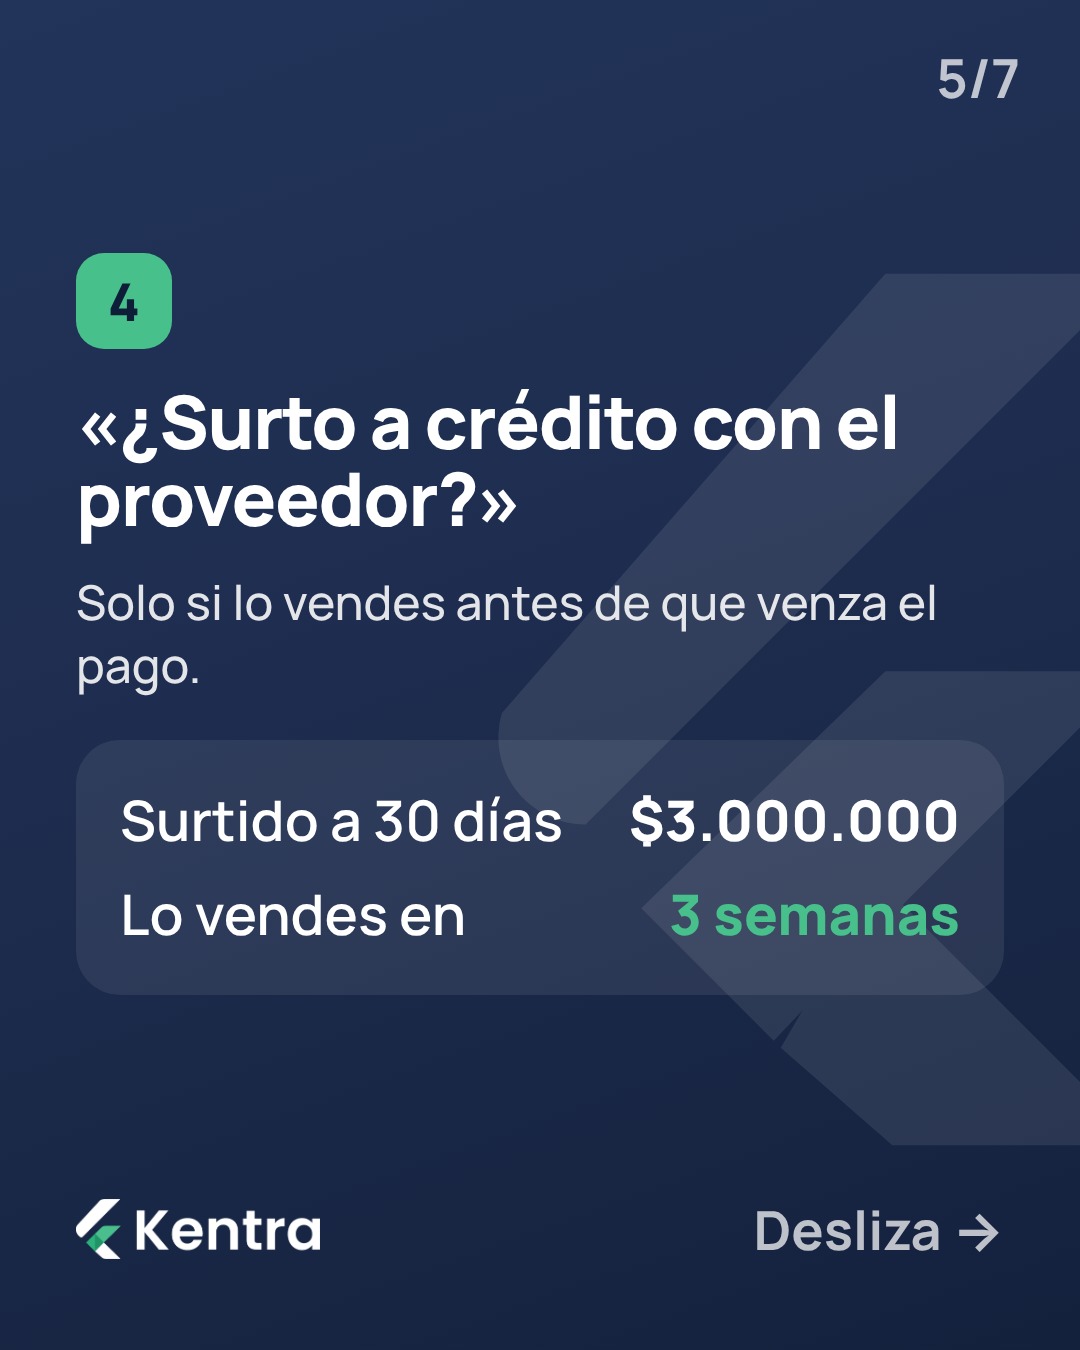 5/7
4
«¿Surto a crédito con el
proveedor?»
Solo si lo vendes antes de que venza el
pago.
Surtido a 30 días $3.000.000
Lo vendes en 3 semanas
Kentra
Desliza →